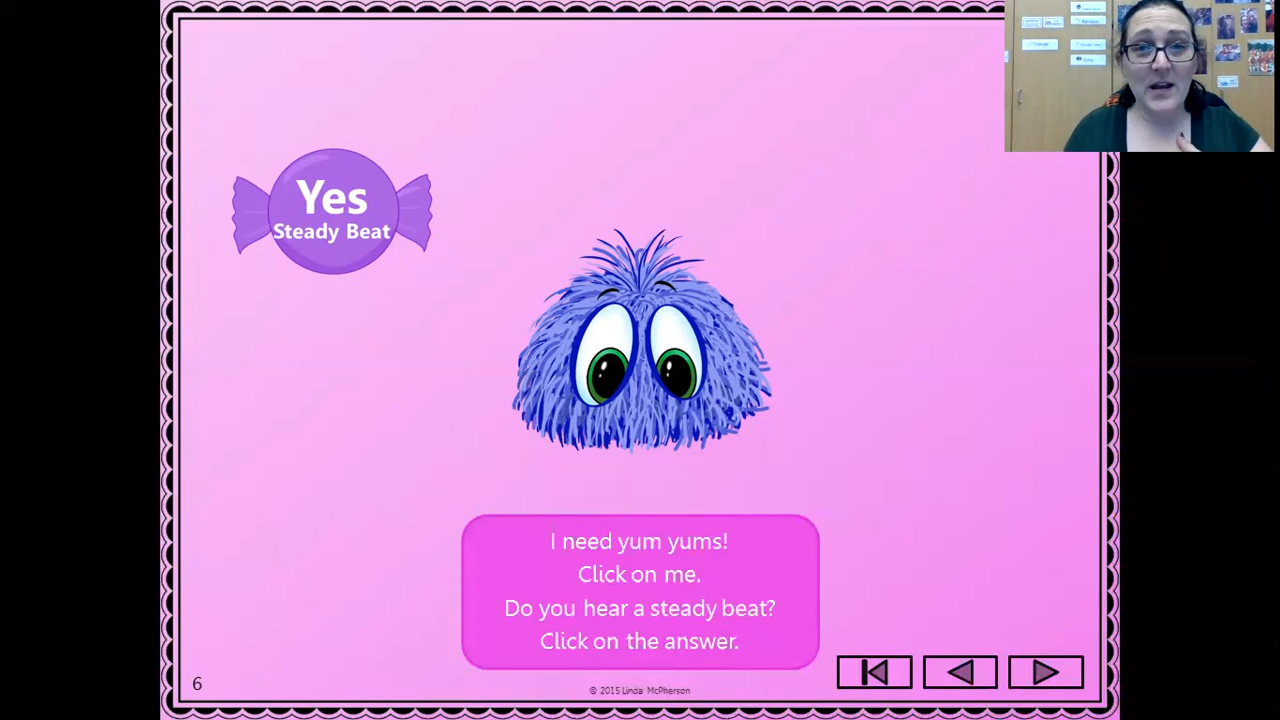 Yes
Steady Beat
I need yum yums!
Click on me.
Do you hear a steady beat?
Click on the answer.
6
© 2015 Linda McPherson